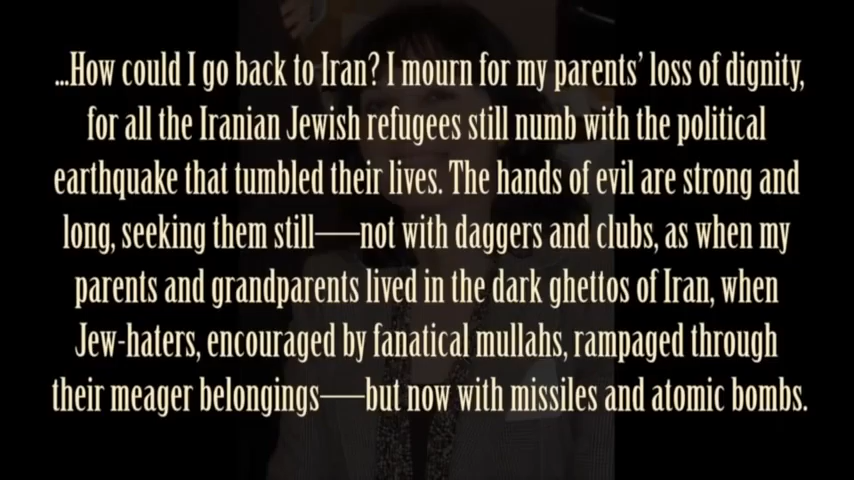 ...How could I go back to Iran? I mourn for my parents’ loss of dignity,
for all the Iranian Jewish refugees still numb with the political
earthquake that tumbled their lives. The hands of evil are strong and
long, seeking them still—not with daggers and clubs, as when my
parents and grandparents lived in the dark ghettos of Iran, when
Jew-haters, encouraged by fanatical mullahs, rampaged through
their meager belongings—but now with missiles and atomic bombs.